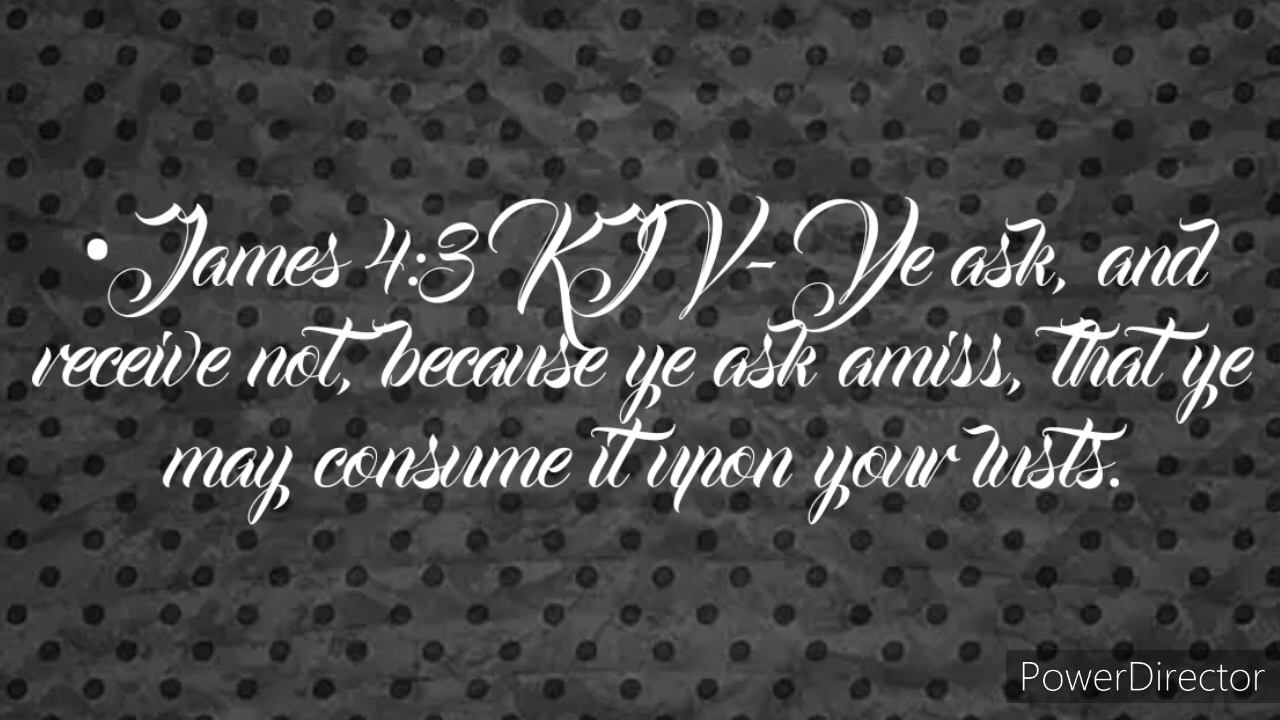 •James 4:3 KJV- Ye ask, and
receive not, because ye ask amiss, that ye
may consume it upon your lusts.
PowerDirector